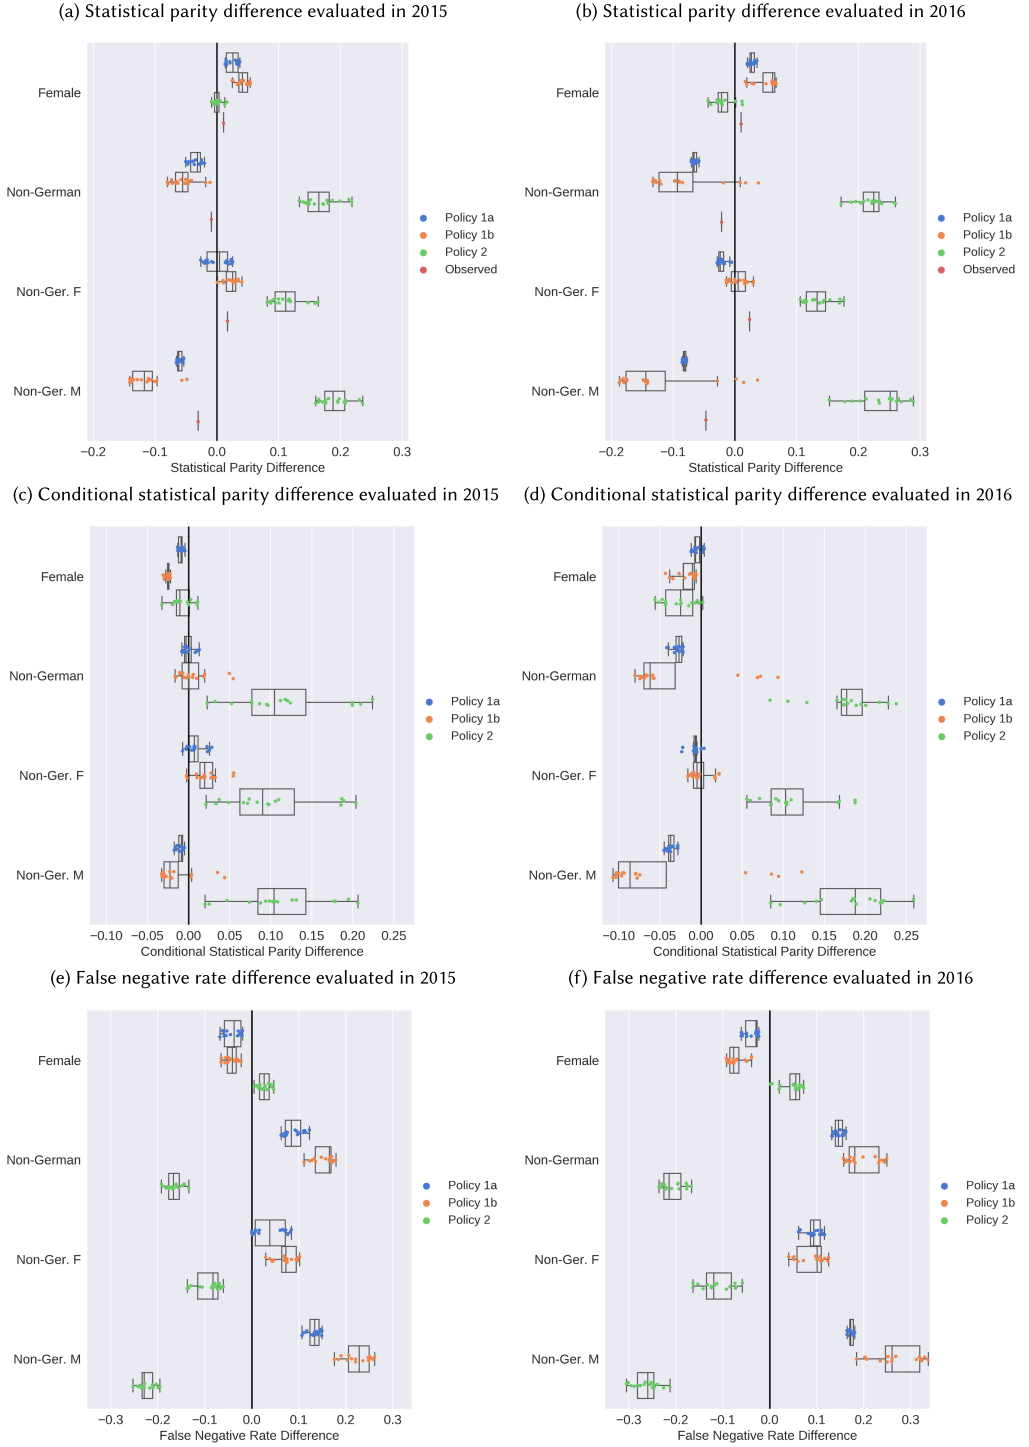 (a) Statistical parity difference evaluated in 2015
Female
Non-German
Non-Ger. F
Non-Ger. M
−0.2 −0.1 0.0 0.1 0.2 0.3
Statistical Parity Difference
Policy 1a
Policy 1b
Policy 2
Observed
(b) Statistical parity difference evaluated in 2016
Female
Non-German
Non-Ger. F
Non-Ger. M
−0.2 −0.1 0.0 0.1 0.2 0.3
Statistical Parity Difference
Policy 1a
Policy 1b
Policy 2
Observed
(c) Conditional statistical parity difference evaluated in 2015
Female
Non-German
Non-Ger. F
Non-Ger. M
−0.10 −0.05 0.00 0.05 0.10 0.15 0.20 0.25
Conditional Statistical Parity Difference
Policy 1a
Policy 1b
Policy 2
(d) Conditional statistical parity difference evaluated in 2016
Female
Non-German
Non-Ger. F
Non-Ger. M
−0.10 −0.05 0.00 0.05 0.10 0.15 0.20 0.25
Conditional Statistical Parity Difference
Policy 1a
Policy 1b
Policy 2
(e) False negative rate difference evaluated in 2015
Female
Non-German
Non-Ger. F
Non-Ger. M
−0.3 −0.2 −0.1 0.0 0.1 0.2 0.3
False Negative Rate Difference
Policy 1a
Policy 1b
Policy 2
(f) False negative rate difference evaluated in 2016
Female
Non-German
Non-Ger. F
Non-Ger. M
−0.3 −0.2 −0.1 0.0 0.1 0.2 0.3
False Negative Rate Difference
Policy 1a
Policy 1b
Policy 2